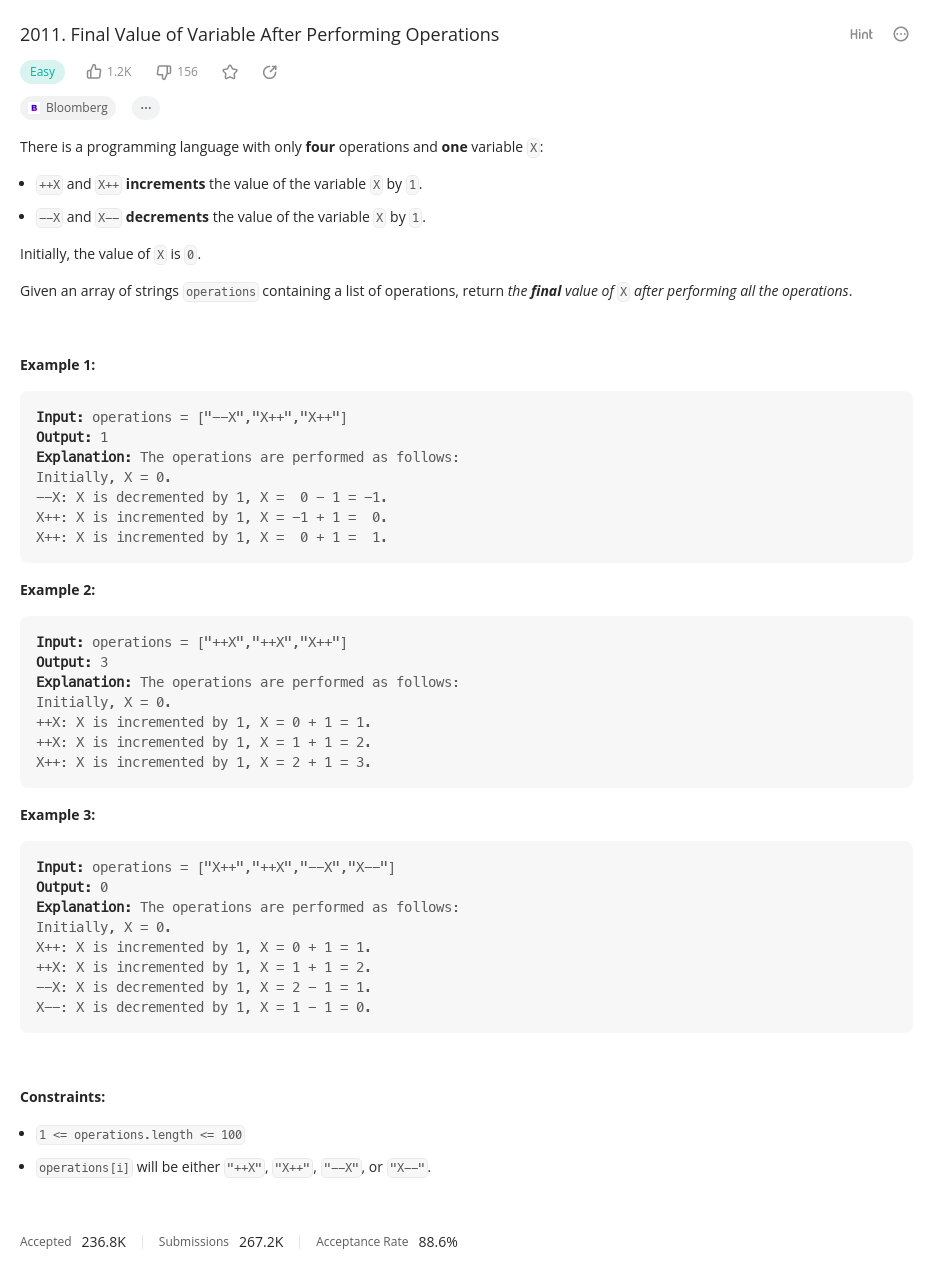 2011. Final Value of Variable After Performing Operations
Hint
Easy 1.2K 156
B Bloomberg ...
There is a programming language with only four operations and one variable X:
• ++X and X++ increments the value of the variable X by 1.
• −−X and X−− decrements the value of the variable X by 1.
Initially, the value of X is 0.
Given an array of strings operations containing a list of operations, return the final value of X after performing all the operations.
Example 1:
Input: operations = ["−−X","X++","X++"]
Output: 1
Explanation: The operations are performed as follows:
Initially, X = 0.
−−X: X is decremented by 1, X =  0 − 1 = −1.
X++: X is incremented by 1, X = −1 + 1 =  0.
X++: X is incremented by 1, X =  0 + 1 =  1.
Example 2:
Input: operations = ["++X","++X","X++"]
Output: 3
Explanation: The operations are performed as follows:
Initially, X = 0.
++X: X is incremented by 1, X = 0 + 1 = 1.
++X: X is incremented by 1, X = 1 + 1 = 2.
X++: X is incremented by 1, X = 2 + 1 = 3.
Example 3:
Input: operations = ["X++","++X","−−X","X−−"]
Output: 0
Explanation: The operations are performed as follows:
Initially, X = 0.
X++: X is incremented by 1, X = 0 + 1 = 1.
++X: X is incremented by 1, X = 1 + 1 = 2.
−−X: X is decremented by 1, X = 2 − 1 = 1.
X−−: X is decremented by 1, X = 1 − 1 = 0.
Constraints:
• 1 <= operations.length <= 100
• operations[i] will be either "++X", "X++", "−−X", or "X−−".
Accepted 236.8K Submissions 267.2K Acceptance Rate 88.6%